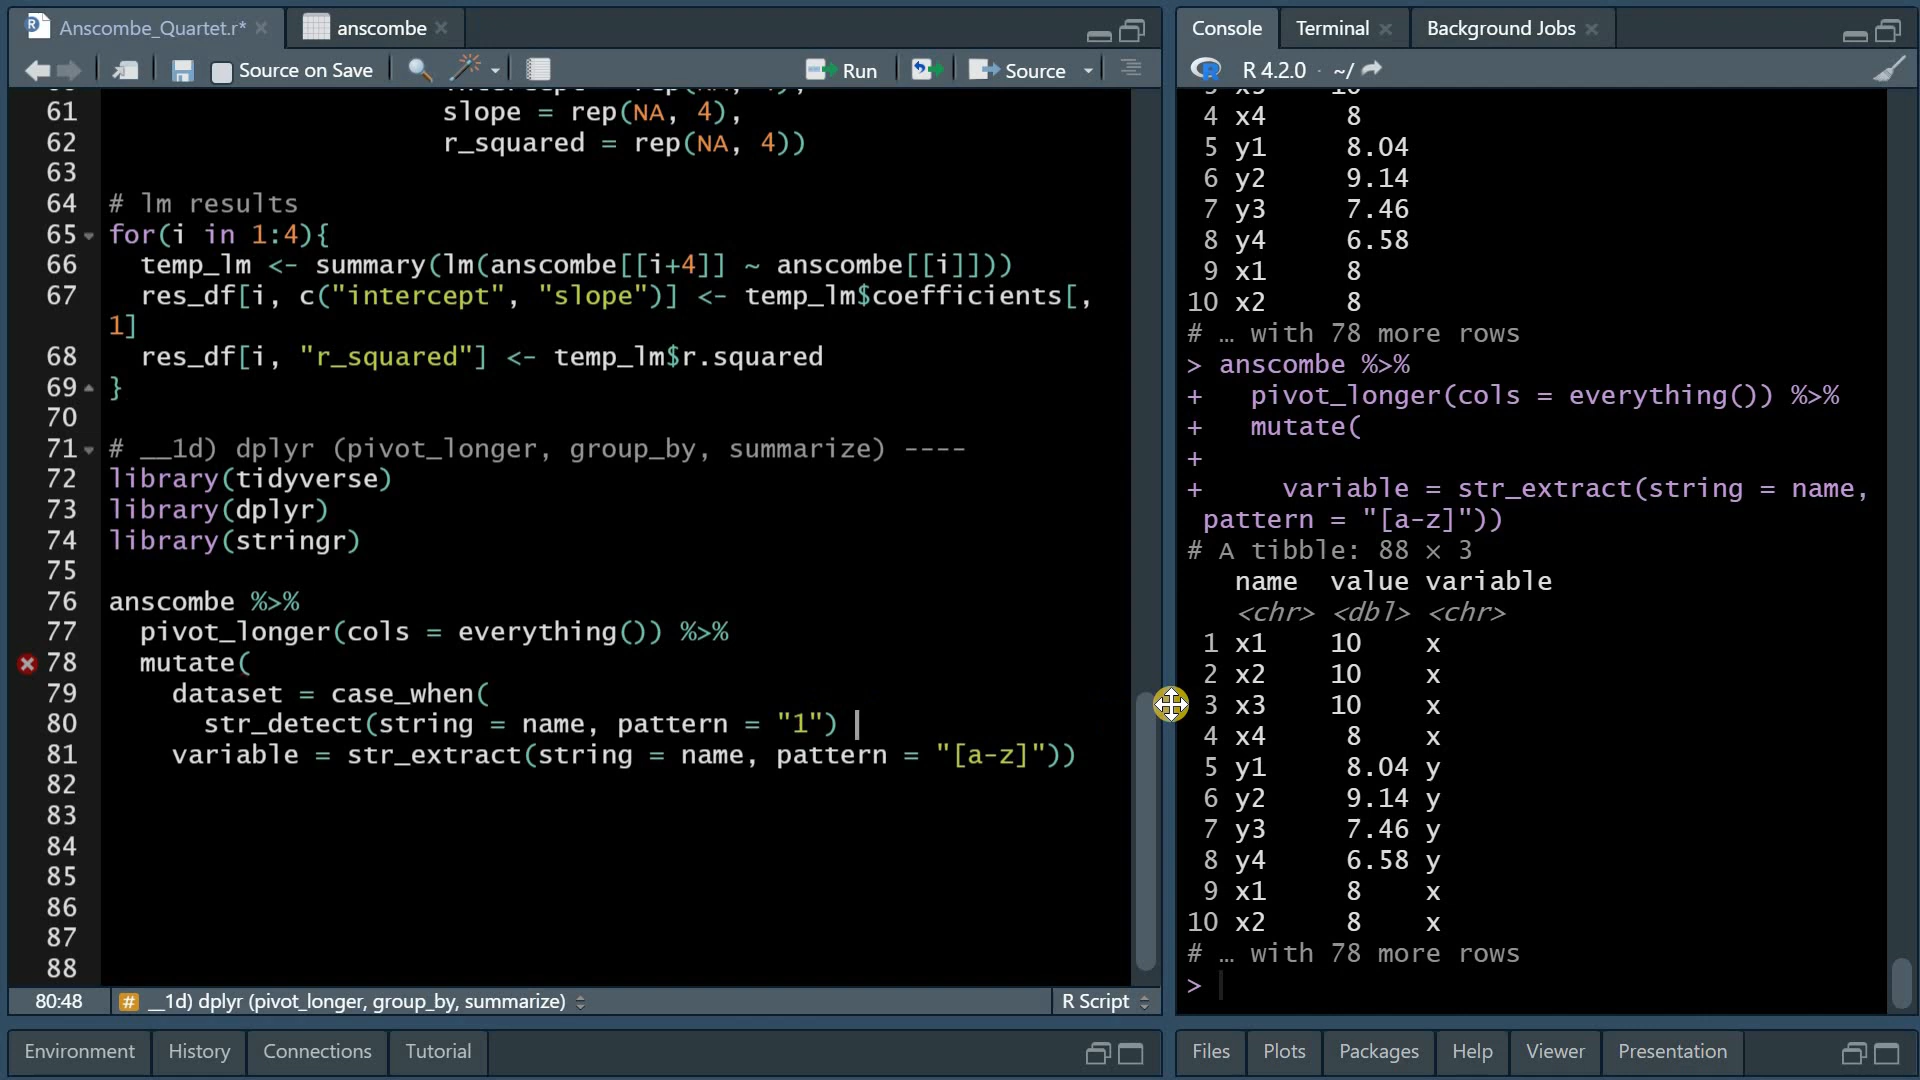 Anscombe_Quartet.r*
anscombe
Source on Save
Run
Source
61 slope = rep(NA, 4),
62 r_squared = rep(NA, 4))
63
64 # lm results
65 for(i in 1:4){
66 temp_lm <- summary(lm(anscombe[[i+4]] ~ anscombe[[i]]))
67 res_df[i, c("intercept", "slope")] <- temp_lm$coefficients[,
1]
68 res_df[i, "r_squared"] <- temp_lm$r.squared
69 }
70
71 # __1d) dplyr (pivot_longer, group_by, summarize) ----
72 library(tidyverse)
73 library(dplyr)
74 library(stringr)
75
76 anscombe %>%
77 pivot_longer(cols = everything()) %>%
78 mutate(
79 dataset = case_when(
80 str_detect(string = name, pattern = "1")
81 variable = str_extract(string = name, pattern = "[a-z]"))
82
83
84
85
86
87
88
80:48
# __1d) dplyr (pivot_longer, group_by, summarize)
R Script
Environment History Connections Tutorial
Console Terminal Background Jobs
R 4.2.0 · ~/
4 x4 8
5 y1 8.04
6 y2 9.14
7 y3 7.46
8 y4 6.58
9 x1 8
10 x2 8
# … with 78 more rows
> anscombe %>%
+ pivot_longer(cols = everything()) %>%
+ mutate(
+
+ variable = str_extract(string = name,
pattern = "[a-z]"))
# A tibble: 88 × 3
name value variable
<chr> <dbl> <chr>
1 x1 10 x
2 x2 10 x
3 x3 10 x
4 x4 8 x
5 y1 8.04 y
6 y2 9.14 y
7 y3 7.46 y
8 y4 6.58 y
9 x1 8 x
10 x2 8 x
# … with 78 more rows
>
Files Plots Packages Help Viewer Presentation